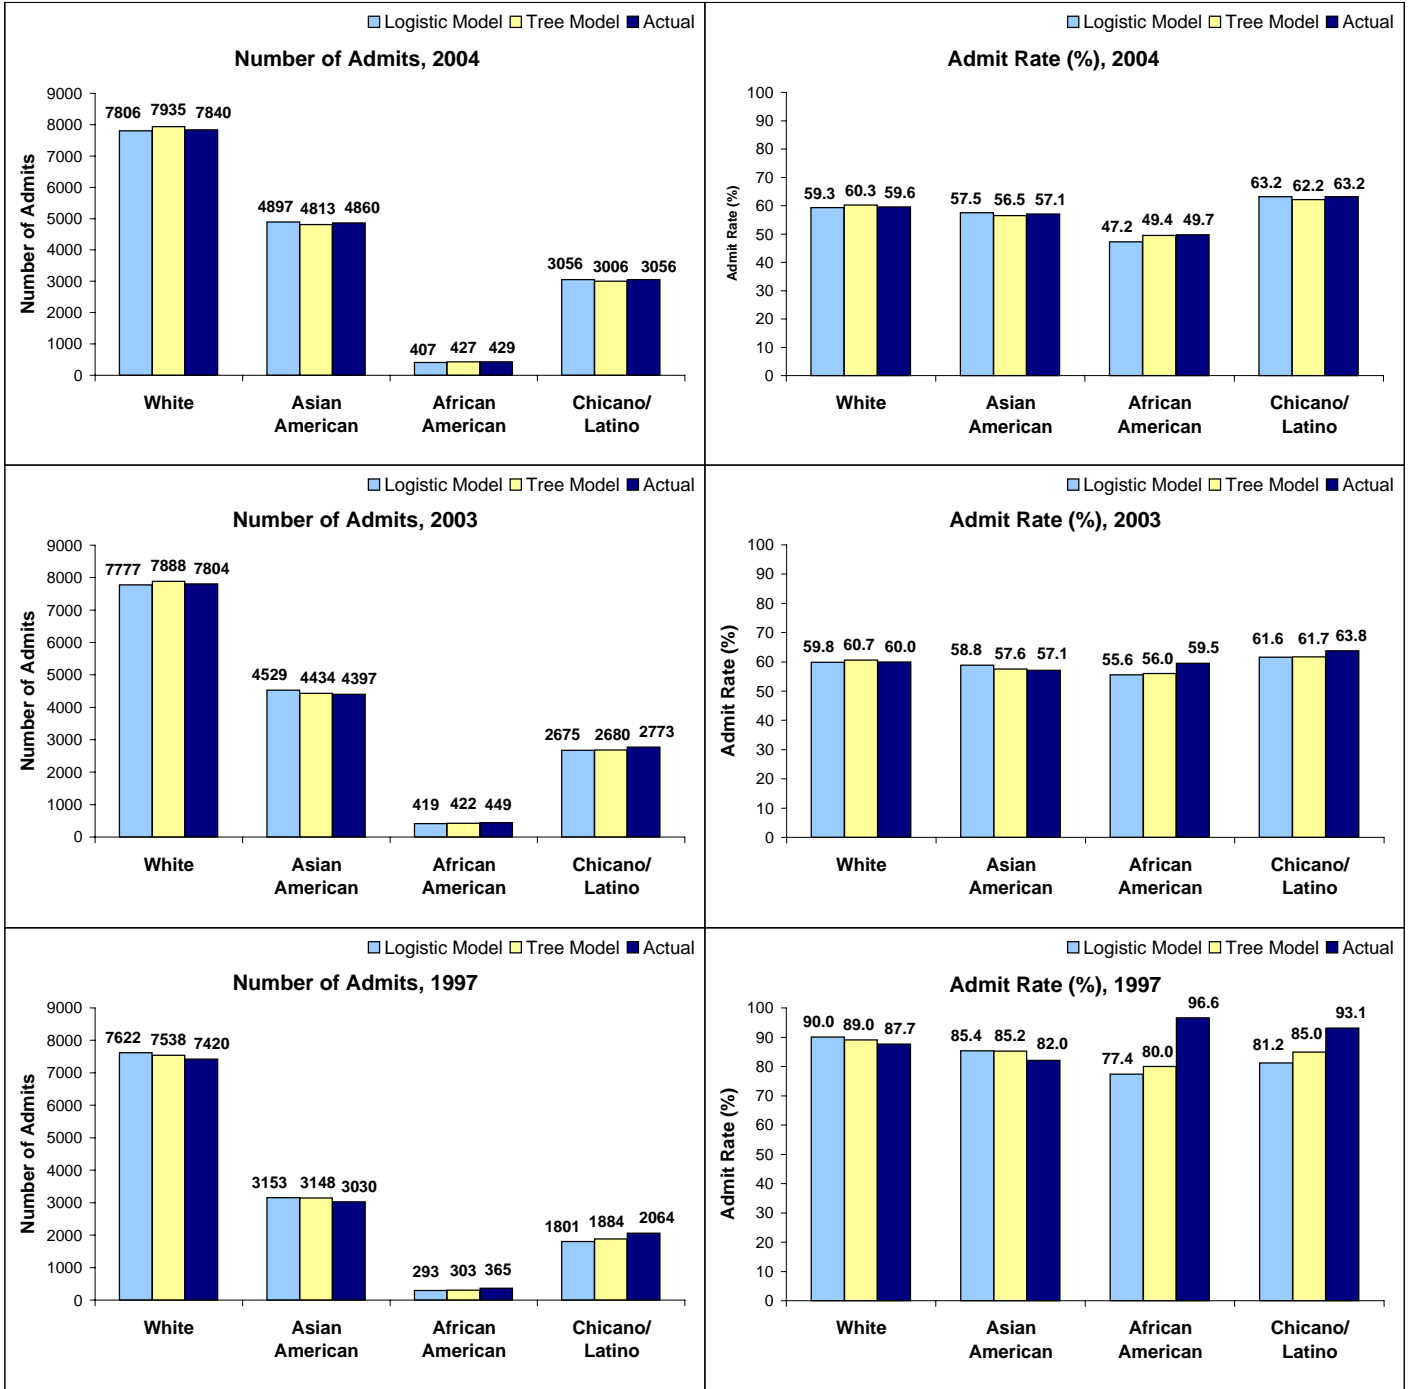 Logistic Model Tree Model Actual
Number of Admits, 2004
Number of Admits
9000
8000
7000
6000
5000
4000
3000
2000
1000
0
7806 7935 7840
4897 4813 4860
407 427 429
3056 3006 3056
White
Asian
American
African
American
Chicano/
Latino
Logistic Model Tree Model Actual
Admit Rate (%), 2004
Admit Rate (%)
100
90
80
70
60
50
40
30
20
10
0
59.3 60.3 59.6
57.5 56.5 57.1
47.2 49.4 49.7
63.2 62.2 63.2
White
Asian
American
African
American
Chicano/
Latino
Logistic Model Tree Model Actual
Number of Admits, 2003
Number of Admits
9000
8000
7000
6000
5000
4000
3000
2000
1000
0
7777 7888 7804
4529 4434 4397
419 422 449
2675 2680 2773
White
Asian
American
African
American
Chicano/
Latino
Logistic Model Tree Model Actual
Admit Rate (%), 2003
Admit Rate (%)
100
90
80
70
60
50
40
30
20
10
0
59.8 60.7 60.0
58.8 57.6 57.1
55.6 56.0 59.5
61.6 61.7 63.8
White
Asian
American
African
American
Chicano/
Latino
Logistic Model Tree Model Actual
Number of Admits, 1997
Number of Admits
9000
8000
7000
6000
5000
4000
3000
2000
1000
0
7622 7538 7420
3153 3148 3030
293 303 365
1801 1884 2064
White
Asian
American
African
American
Chicano/
Latino
Logistic Model Tree Model Actual
Admit Rate (%), 1997
Admit Rate (%)
100
90
80
70
60
50
40
30
20
10
0
90.0 89.0 87.7
85.4 85.2 82.0
77.4 80.0 96.6
81.2 85.0 93.1
White
Asian
American
African
American
Chicano/
Latino